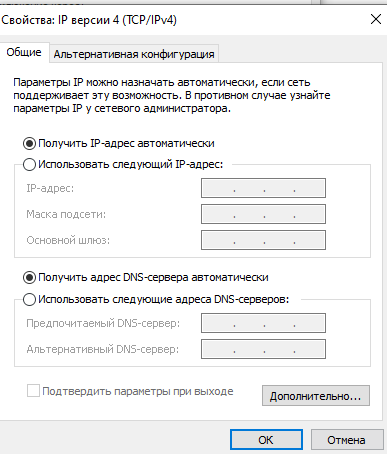 Свойства: IP версии 4 (TCP/IPv4)
Общие
Альтернативная конфигурация
Параметры IP можно назначать автоматически, если сеть
поддерживает эту возможность. В противном случае узнайте
параметры IP у сетевого администратора.
Получить IP-адрес автоматически
Использовать следующий IP-адрес:
IP-адрес:
Маска подсети:
Основной шлюз:
Получить адрес DNS-сервера автоматически
Использовать следующие адреса DNS-серверов:
Предпочитаемый DNS-сервер:
Альтернативный DNS-сервер:
Подтвердить параметры при выходе
Дополнительно...
ОК
Отмена